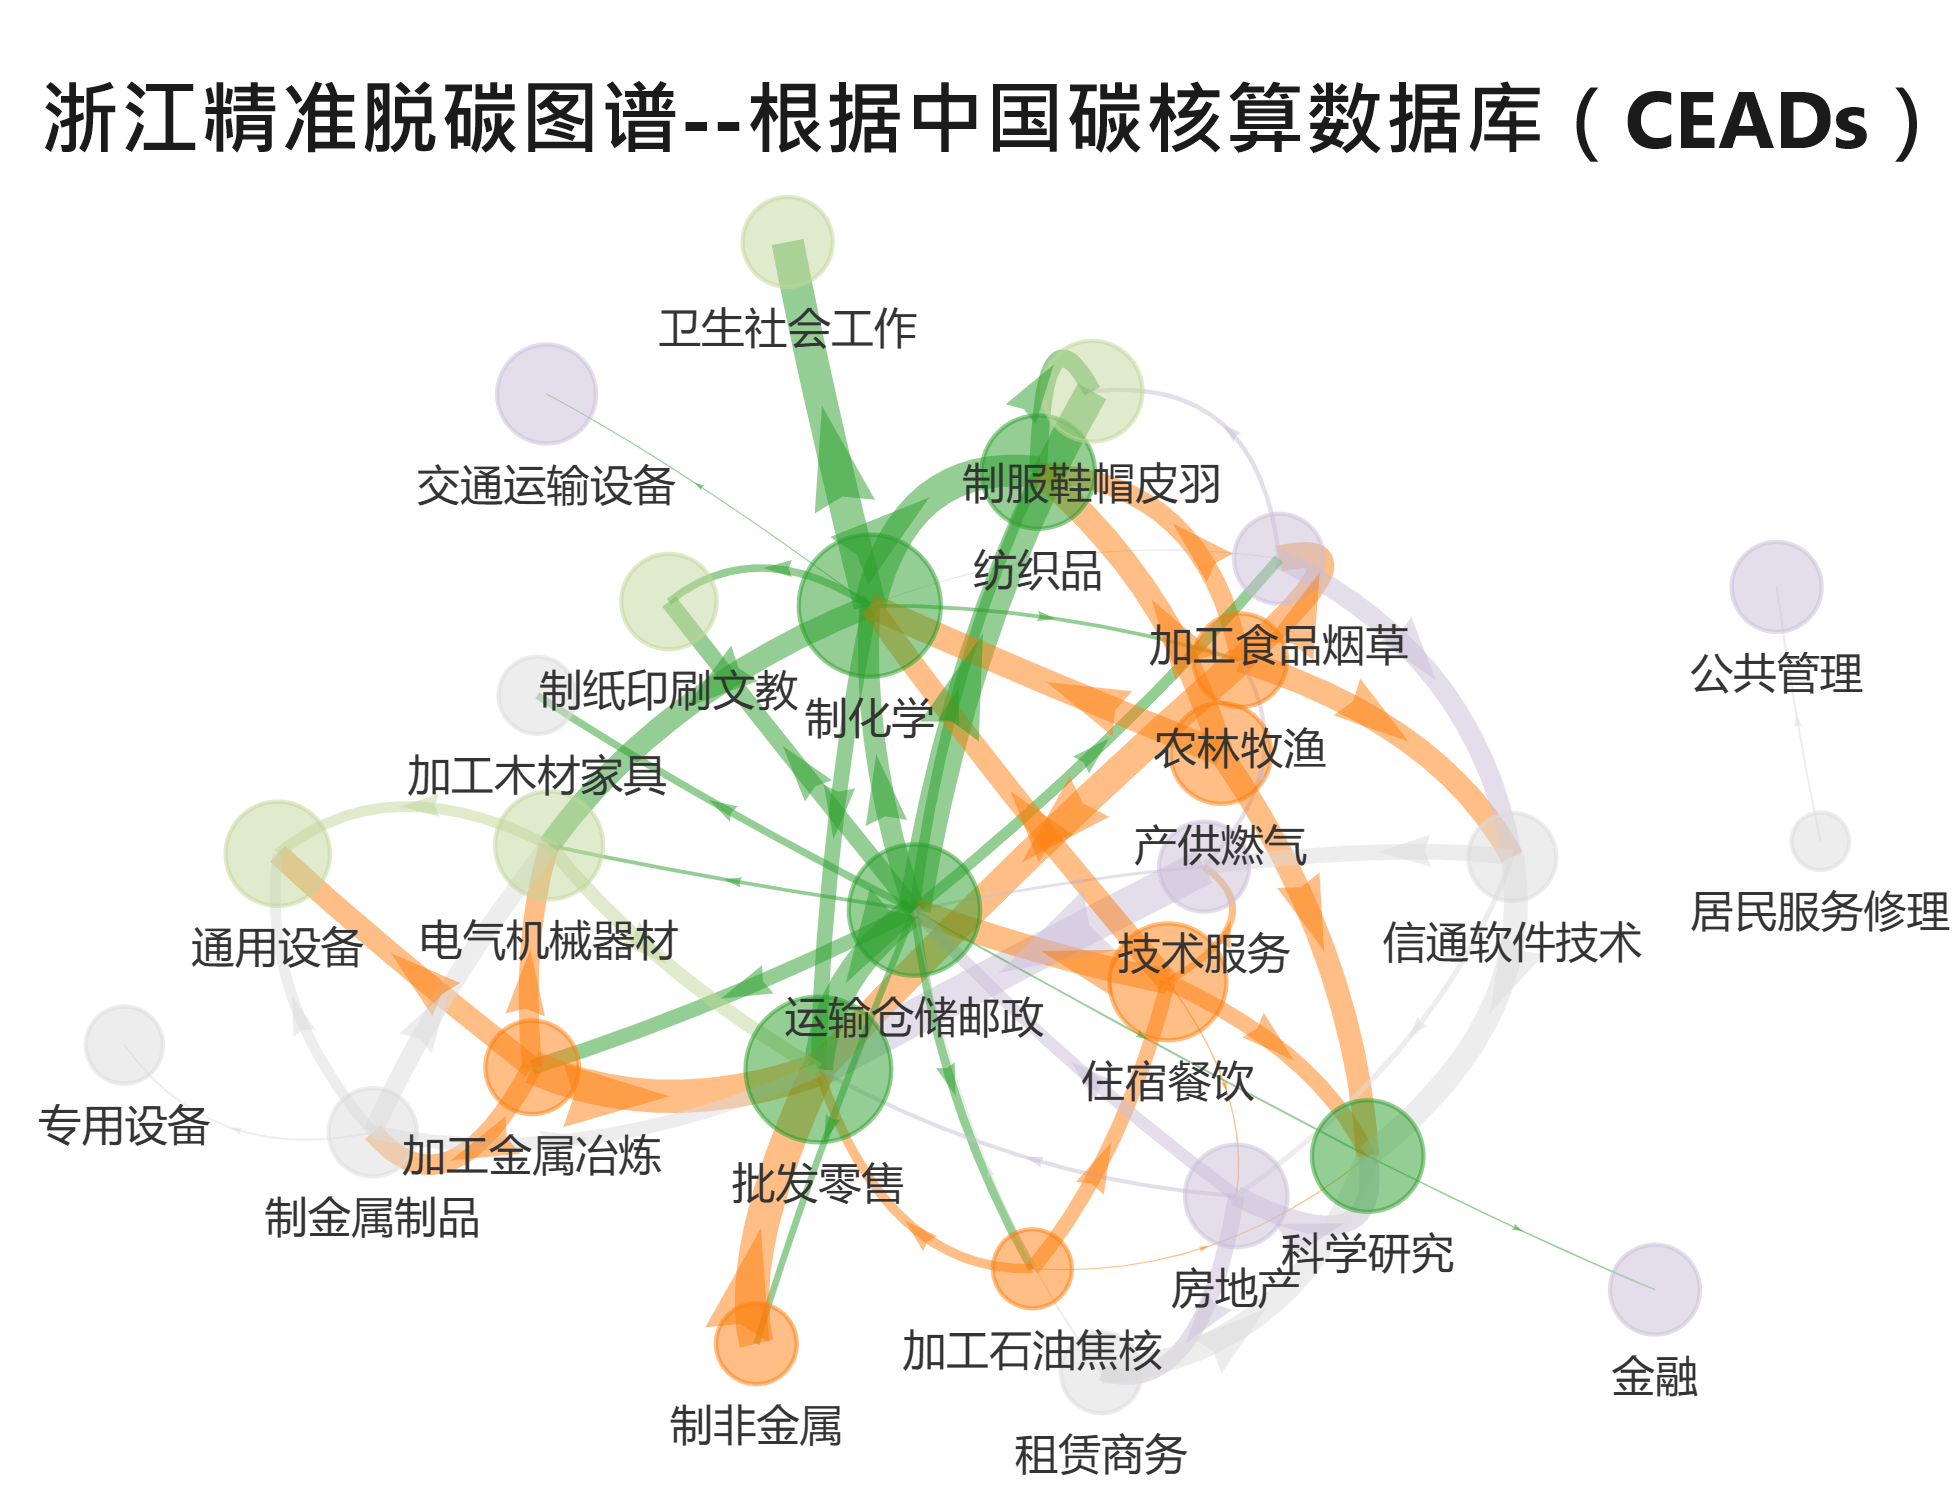 浙江精准脱碳图谱--根据中国碳核算数据库（CEADs）
卫生社会工作
交通运输设备
制服鞋帽皮羽
纺织品
加工食品烟草
公共管理
制纸印刷文教
制化学
农林牧渔
加工木材家具
产供燃气
居民服务修理
通用设备
电气机械器材
技术服务
信通软件技术
运输仓储邮政
住宿餐饮
专用设备
加工金属冶炼
批发零售
制金属制品
科学研究
房地产
加工石油焦核
金融
制非金属
租赁商务